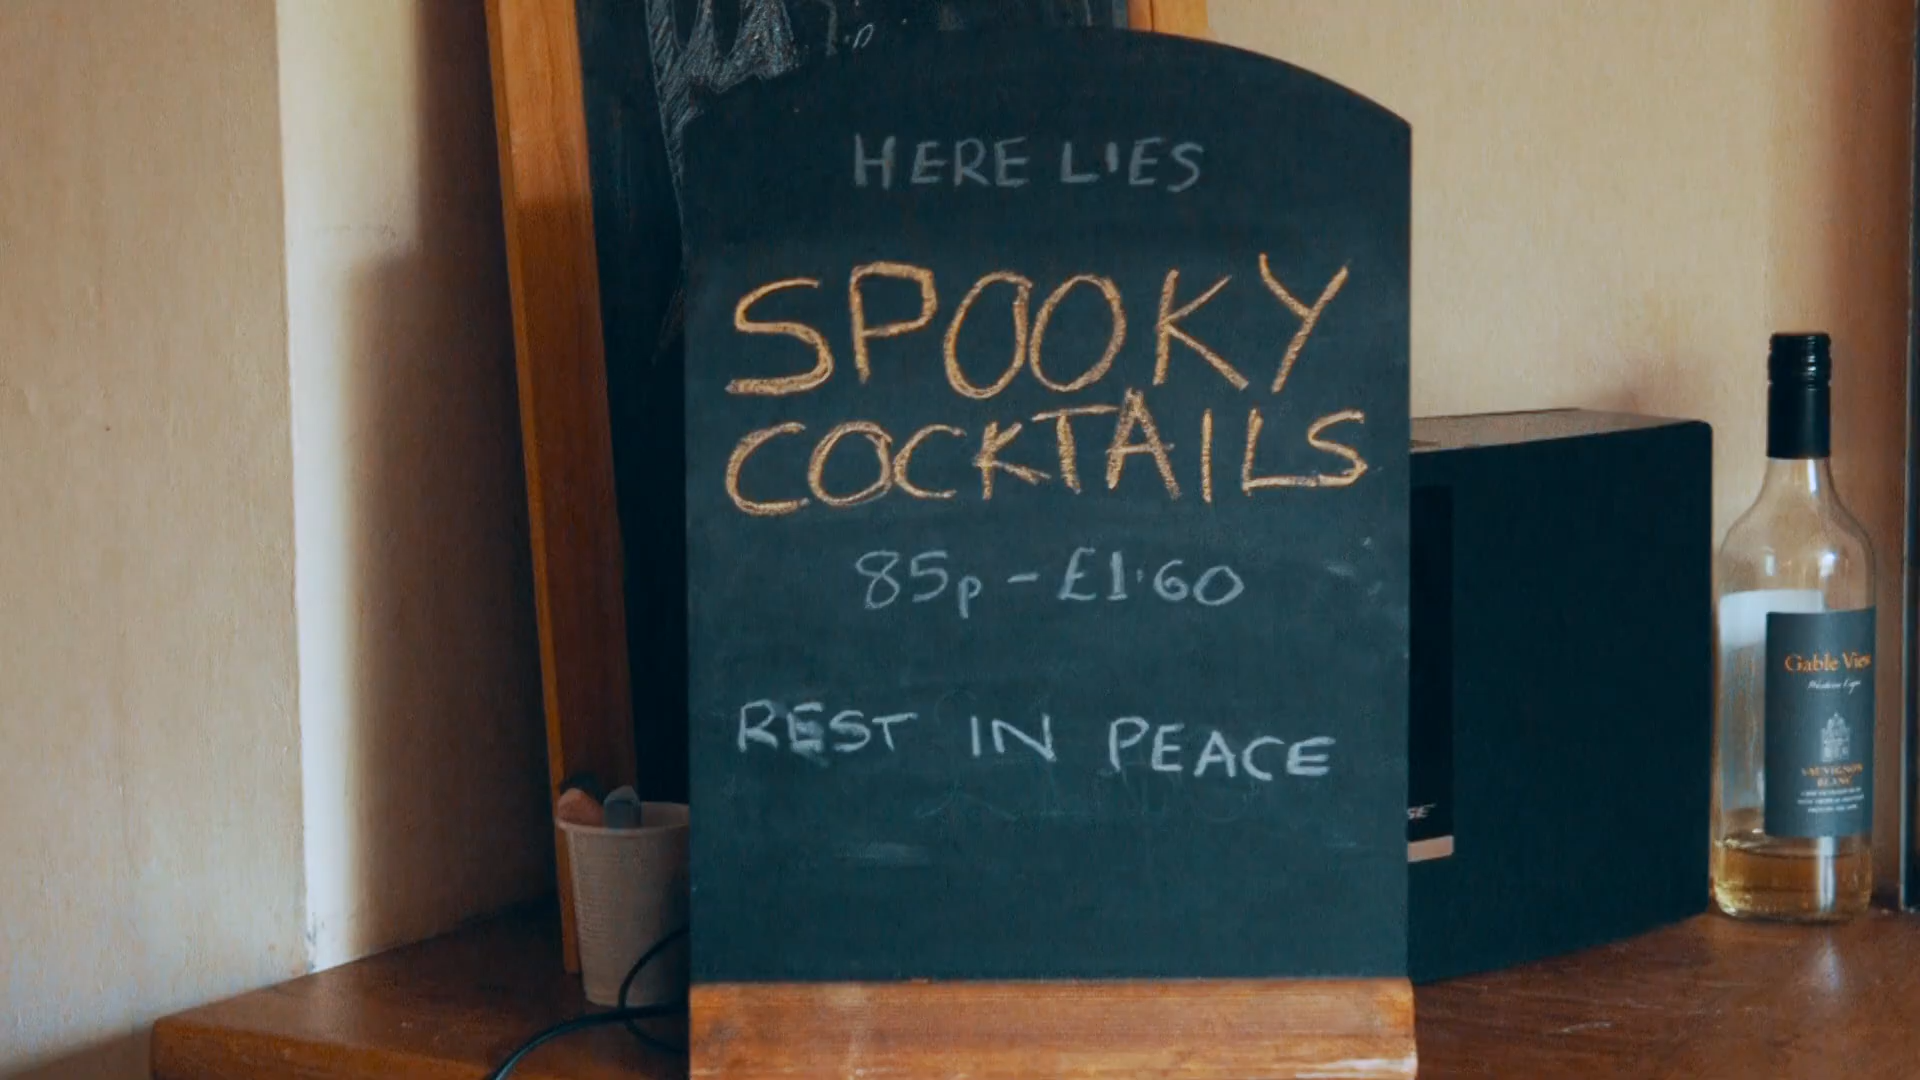 HERE LIES
SPOOKY
COCKTAILS
85p - £1.60
REST IN PEACE
Gable View
SAUVIGNON
BLANC